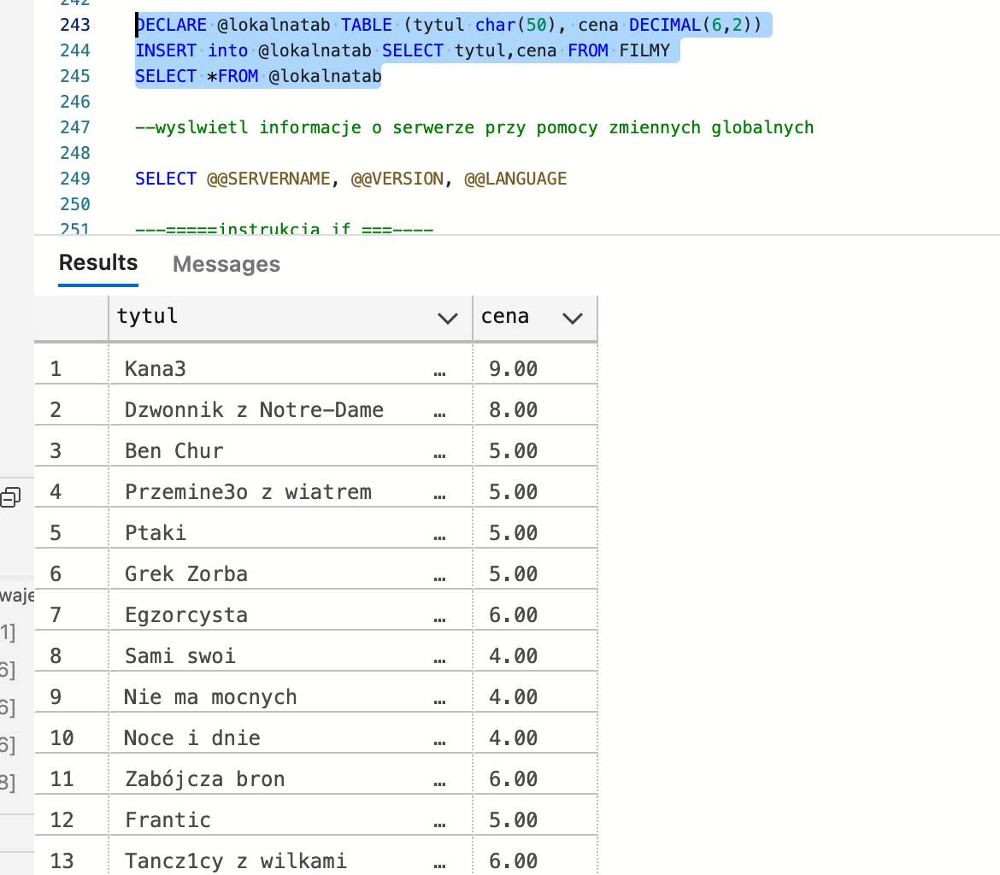 242
243 DECLARE @lokalnatab TABLE (tytul char(50), cena DECIMAL(6,2))
244 INSERT into @lokalnatab SELECT tytul,cena FROM FILMY
245 SELECT *FROM @lokalnatab
246
247 --wyslwietl informacje o serwerze przy pomocy zmiennych globalnych
248
249 SELECT @@SERVERNAME, @@VERSION, @@LANGUAGE
250
251 ---=====instrukcja if ===----
Results Messages
tytul cena
1 Kana3 … 9.00
2 Dzwonnik z Notre-Dame … 8.00
3 Ben Chur … 5.00
4 Przemine3o z wiatrem … 5.00
5 Ptaki … 5.00
6 Grek Zorba … 5.00
waje
7 Egzorcysta … 6.00
1]
8 Sami swoi … 4.00
6]
9 Nie ma mocnych … 4.00
6]
10 Noce i dnie … 4.00
6]
11 Zabójcza bron … 6.00
8]
12 Frantic … 5.00
13 Tancz1cy z wilkami … 6.00